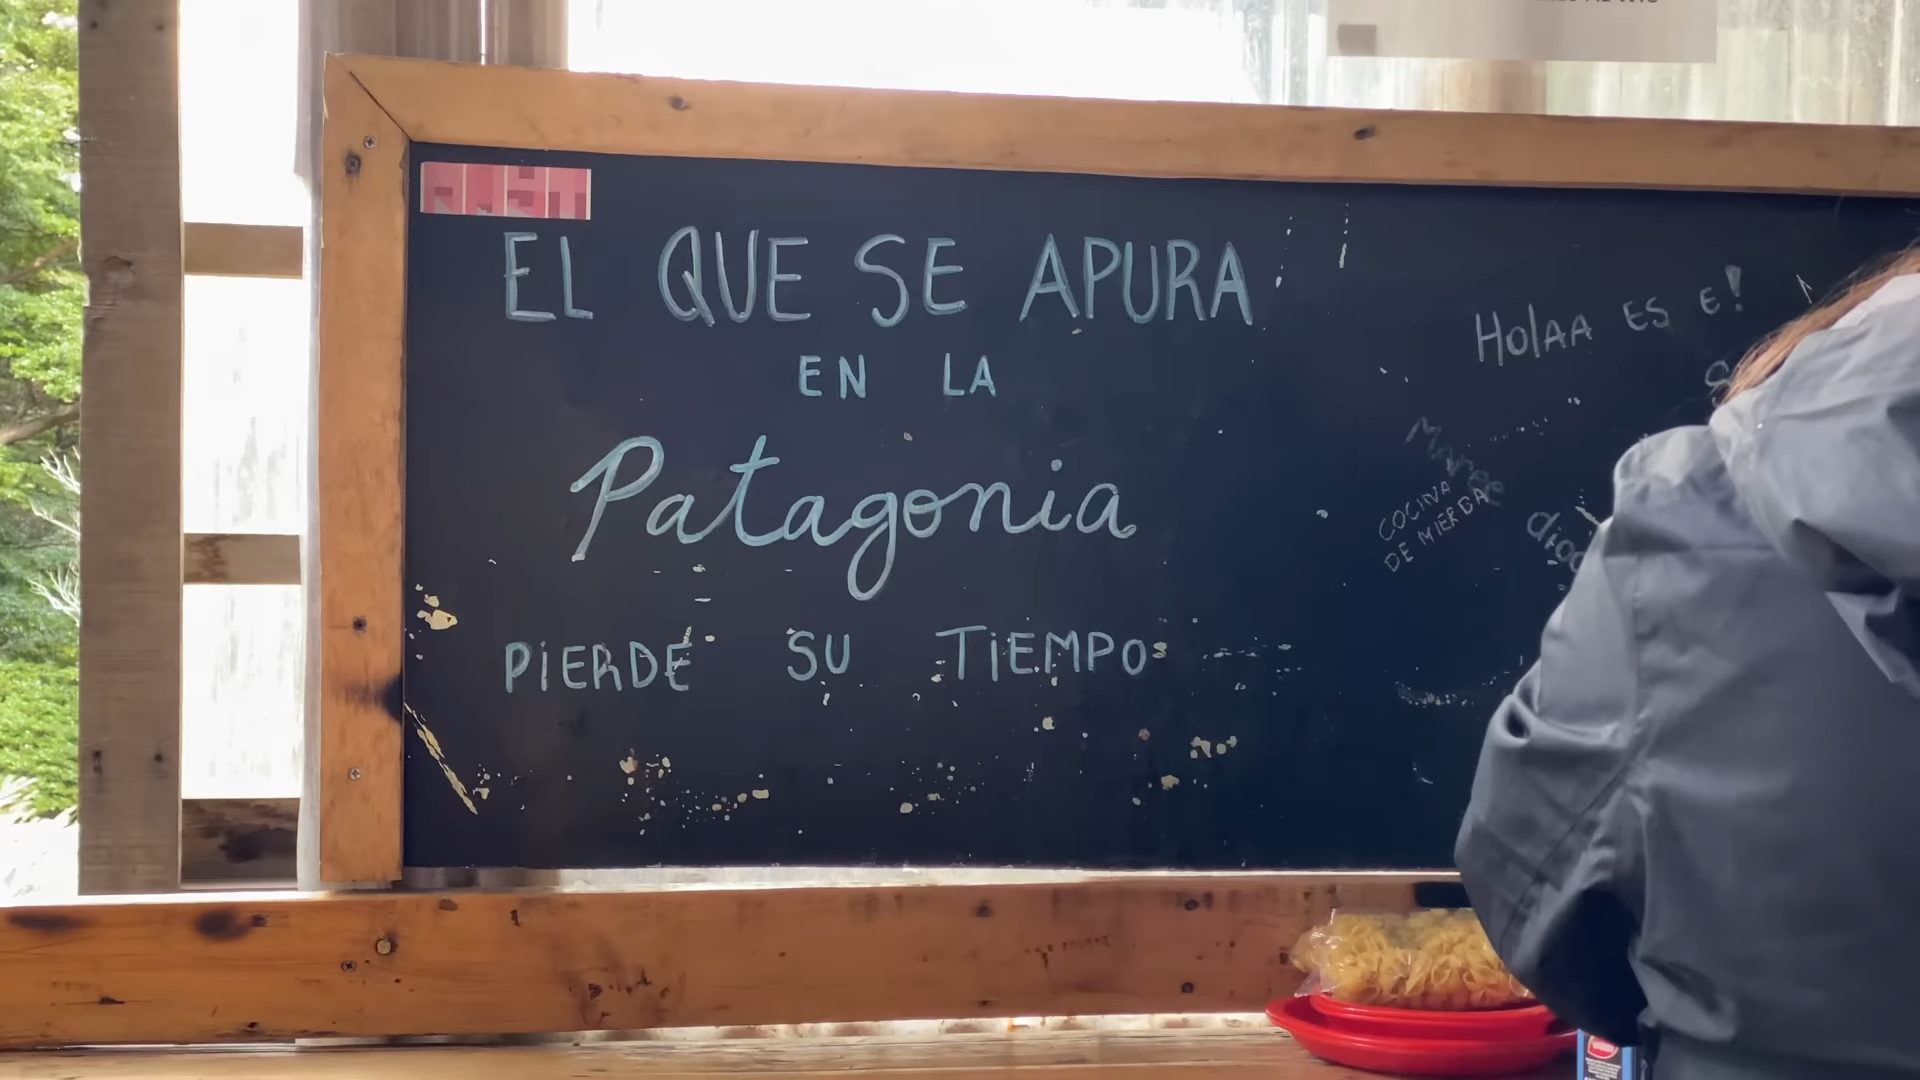 EL QUE SE APURA
EN LA
Patagonia
PIERDE SU TIEMPO
HolAA ES E!
COCINA
DE MIERDA